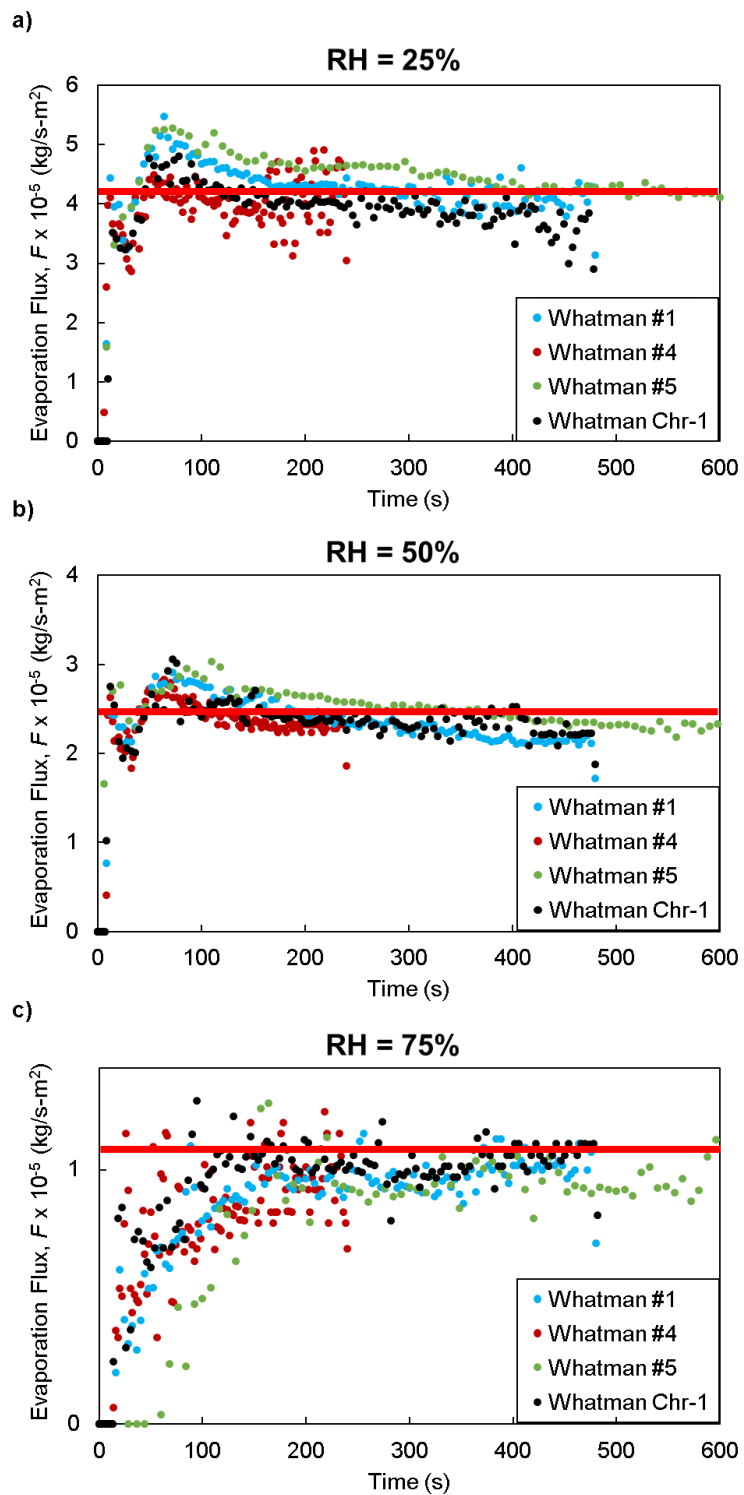 a)
RH = 25%
Evaporation Flux, F x 10-5 (kg/s-m2)
6
5
4
3
2
1
0
Whatman #1
Whatman #4
Whatman #5
Whatman Chr-1
0 100 200 300 400 500 600
Time (s)
b)
RH = 50%
Evaporation Flux, F x 10-5 (kg/s-m2)
4
3
2
1
0
Whatman #1
Whatman #4
Whatman #5
Whatman Chr-1
0 100 200 300 400 500 600
Time (s)
c)
RH = 75%
Evaporation Flux, F x 10-5 (kg/s-m2)
1
0
Whatman #1
Whatman #4
Whatman #5
Whatman Chr-1
0 100 200 300 400 500 600
Time (s)